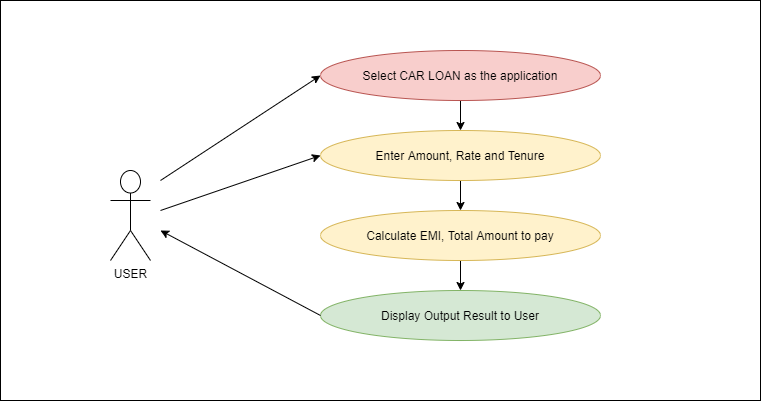 Select CAR LOAN as the application
Enter Amount, Rate and Tenure
Calculate EMI, Total Amount to pay
USER
Display Output Result to User